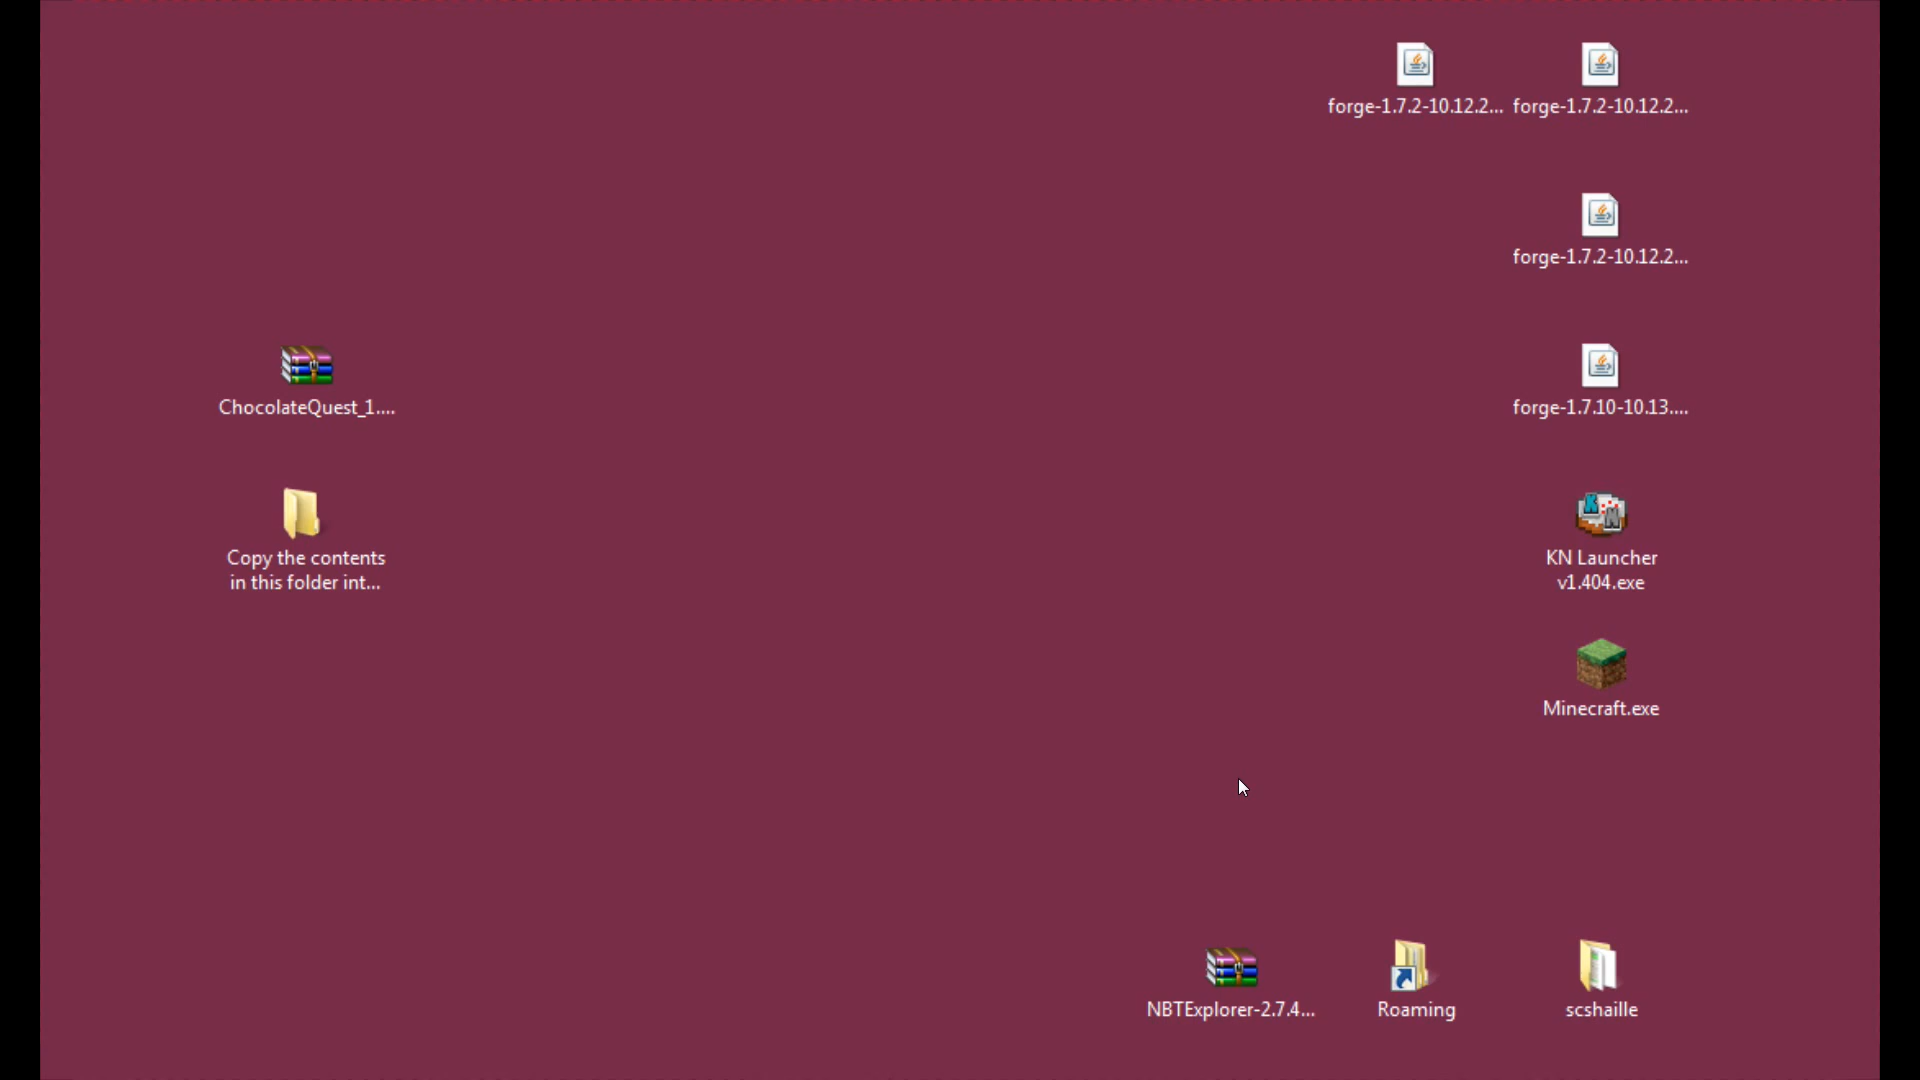 forge-1.7.2-10.12.2...
forge-1.7.2-10.12.2...
forge-1.7.2-10.12.2...
ChocolateQuest_1....
forge-1.7.10-10.13....
Copy the contents
in this folder int...
KN Launcher
v1.404.exe
Minecraft.exe
NBTExplorer-2.7.4...
Roaming
scshaille